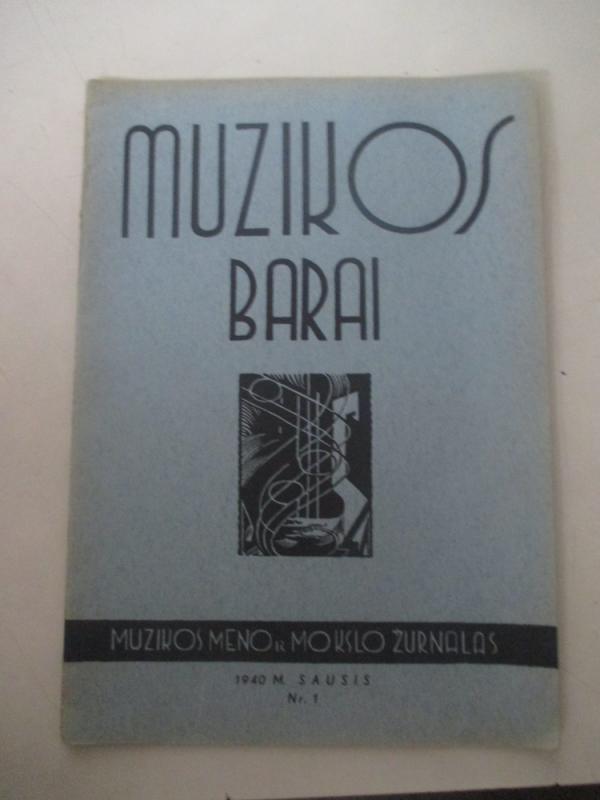 MUZIKOS
BARAI
MUZIKOS MENO IR MOKSLO ŽURNALAS
1940 M. SAUSIS
Nr. 1